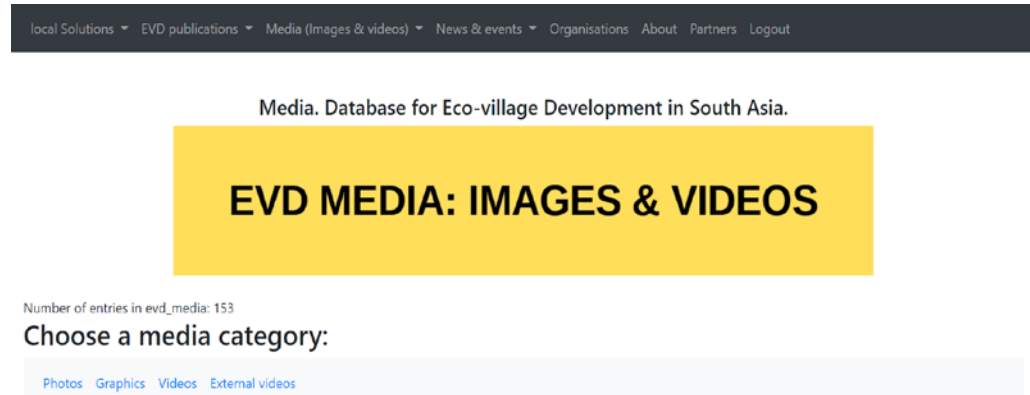 local Solutions EVD publications Media (Images & videos) News & events Organisations About Partners Logout
Media. Database for Eco-village Development in South Asia.
EVD MEDIA: IMAGES & VIDEOS
Number of entries in evd_media: 153
Choose a media category:
Photos Graphics Videos External videos